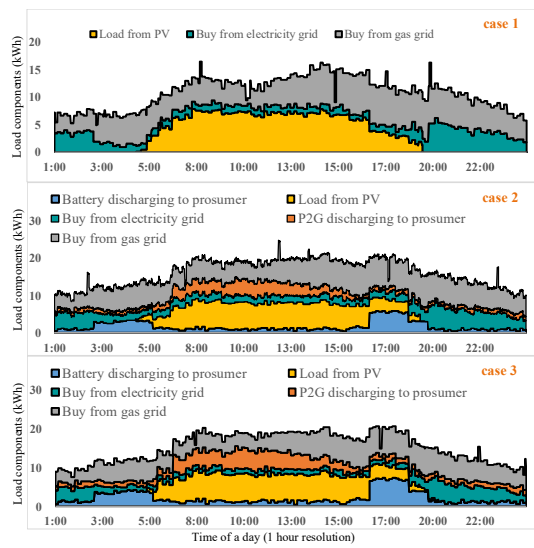 case 1
Load from PV Buy from electricity grid Buy from gas grid
Load components (kWh)
20
15
10
5
0
1:00 3:00 5:00 8:00 10:00 13:00 15:00 17:00 20:00 22:00
case 2
Battery discharging to prosumer Load from PV
Buy from electricity grid P2G discharging to prosumer
Buy from gas grid
Load components (kWh)
30
20
10
0
1:00 3:00 5:00 8:00 10:00 13:00 15:00 17:00 20:00 22:00
case 3
Battery discharging to prosumer Load from PV
Buy from electricity grid P2G discharging to prosumer
Buy from gas grid
Load components (kWh)
30
20
10
0
1:00 3:00 5:00 8:00 10:00 13:00 15:00 17:00 20:00 22:00
Time of a day (1 hour resolution)